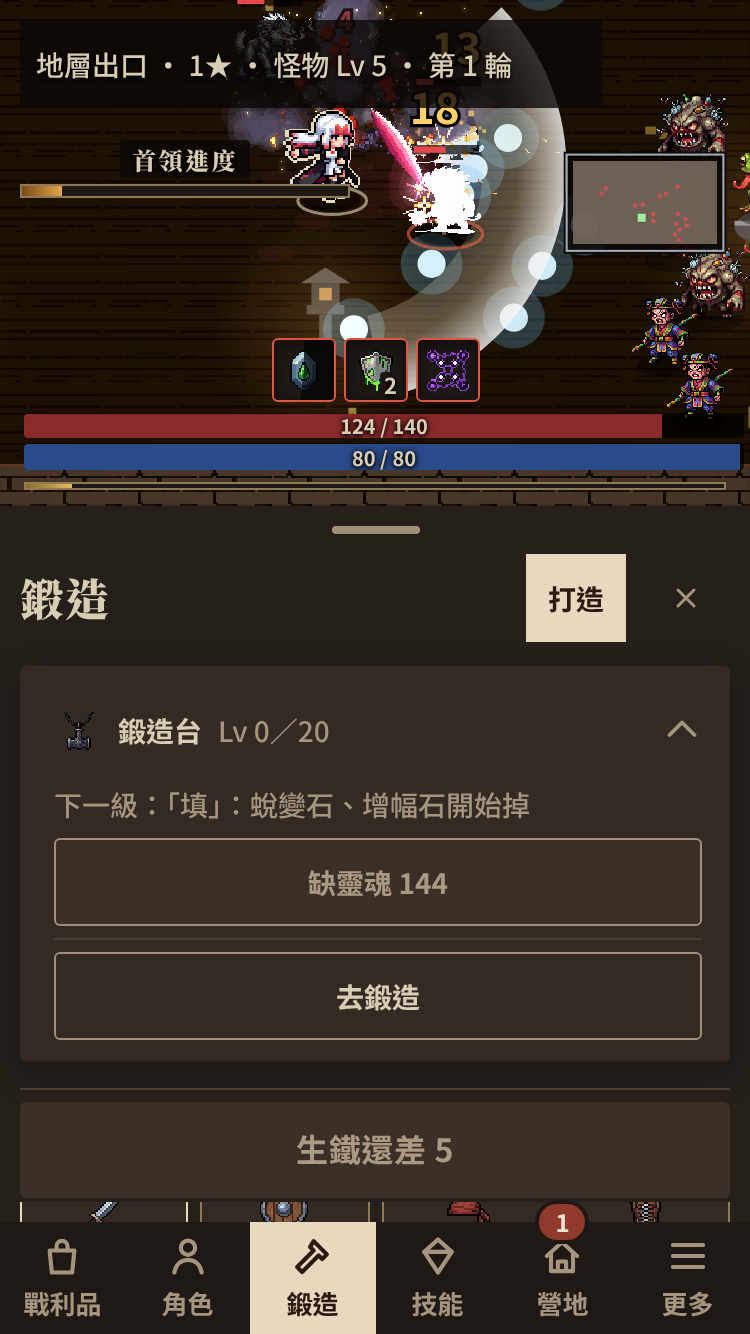 4
13
地層出口 · 1★ · 怪物 Lv 5 · 第 1 輪
18
首領進度
2
124 / 140
80 / 80
鍛造
打造
鍛造台 Lv 0／20
下一級：「填」：蛻變石、增幅石開始掉
缺靈魂 144
去鍛造
生鐵還差 5
1
戰利品
角色
鍛造
技能
營地
更多